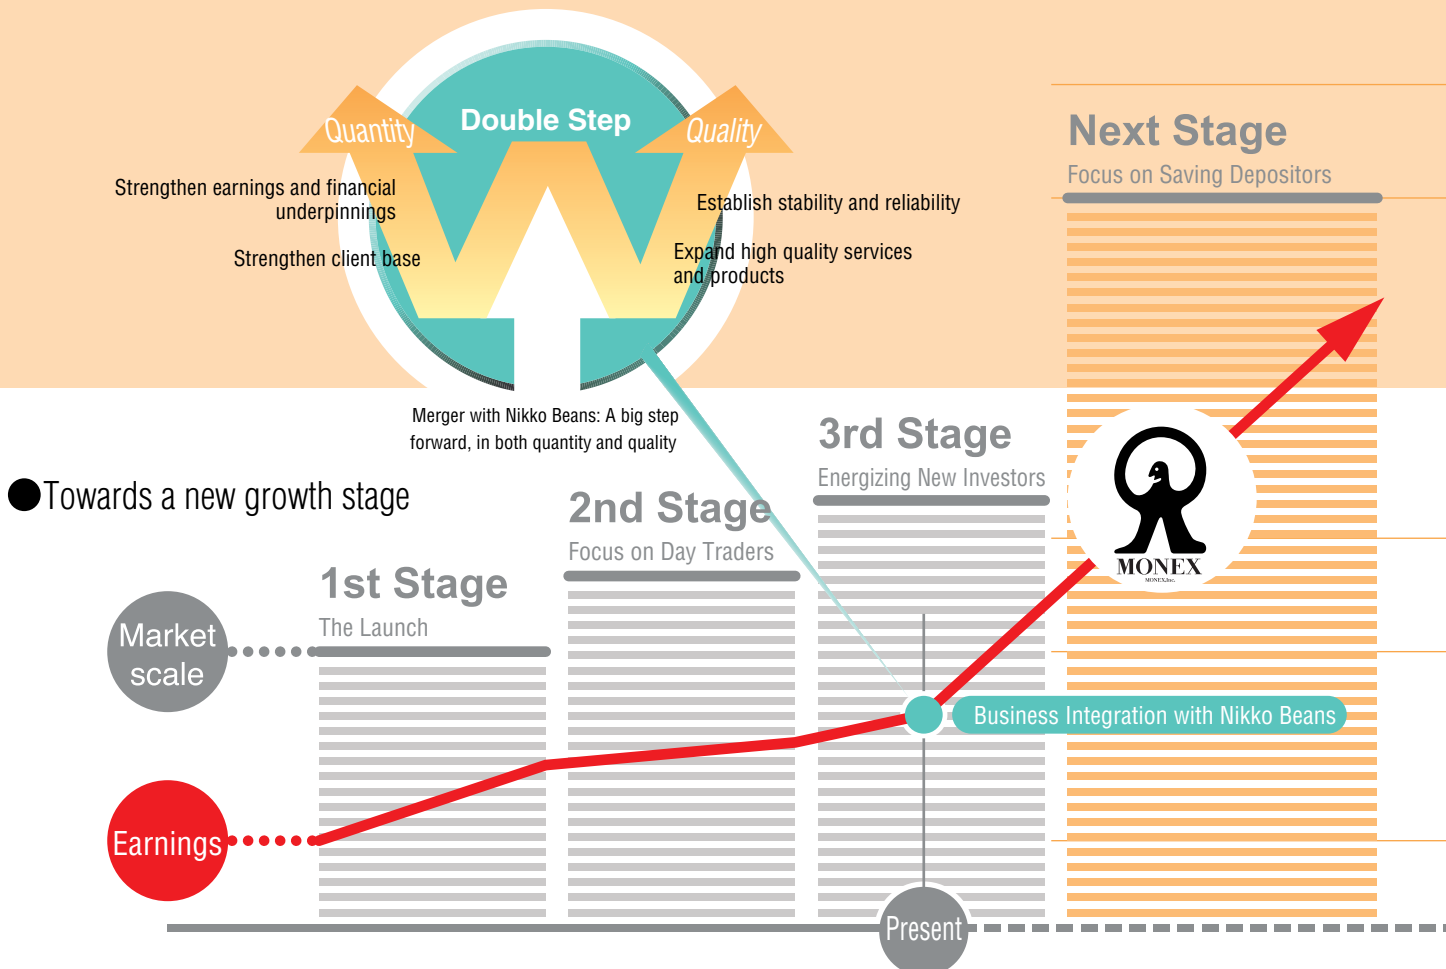 Double Step
Quantity
Quality
Strengthen earnings and financial
underpinnings
Strengthen client base
Establish stability and reliability
Expand high quality services
and products
Merger with Nikko Beans: A big step
forward, in both quantity and quality
Next Stage
Focus on Saving Depositors
3rd Stage
Energizing New Investors
●Towards a new growth stage
2nd Stage
Focus on Day Traders
1st Stage
The Launch
Market
scale
MONEX
MONEX,Inc.
Business Integration with Nikko Beans
Earnings
Present